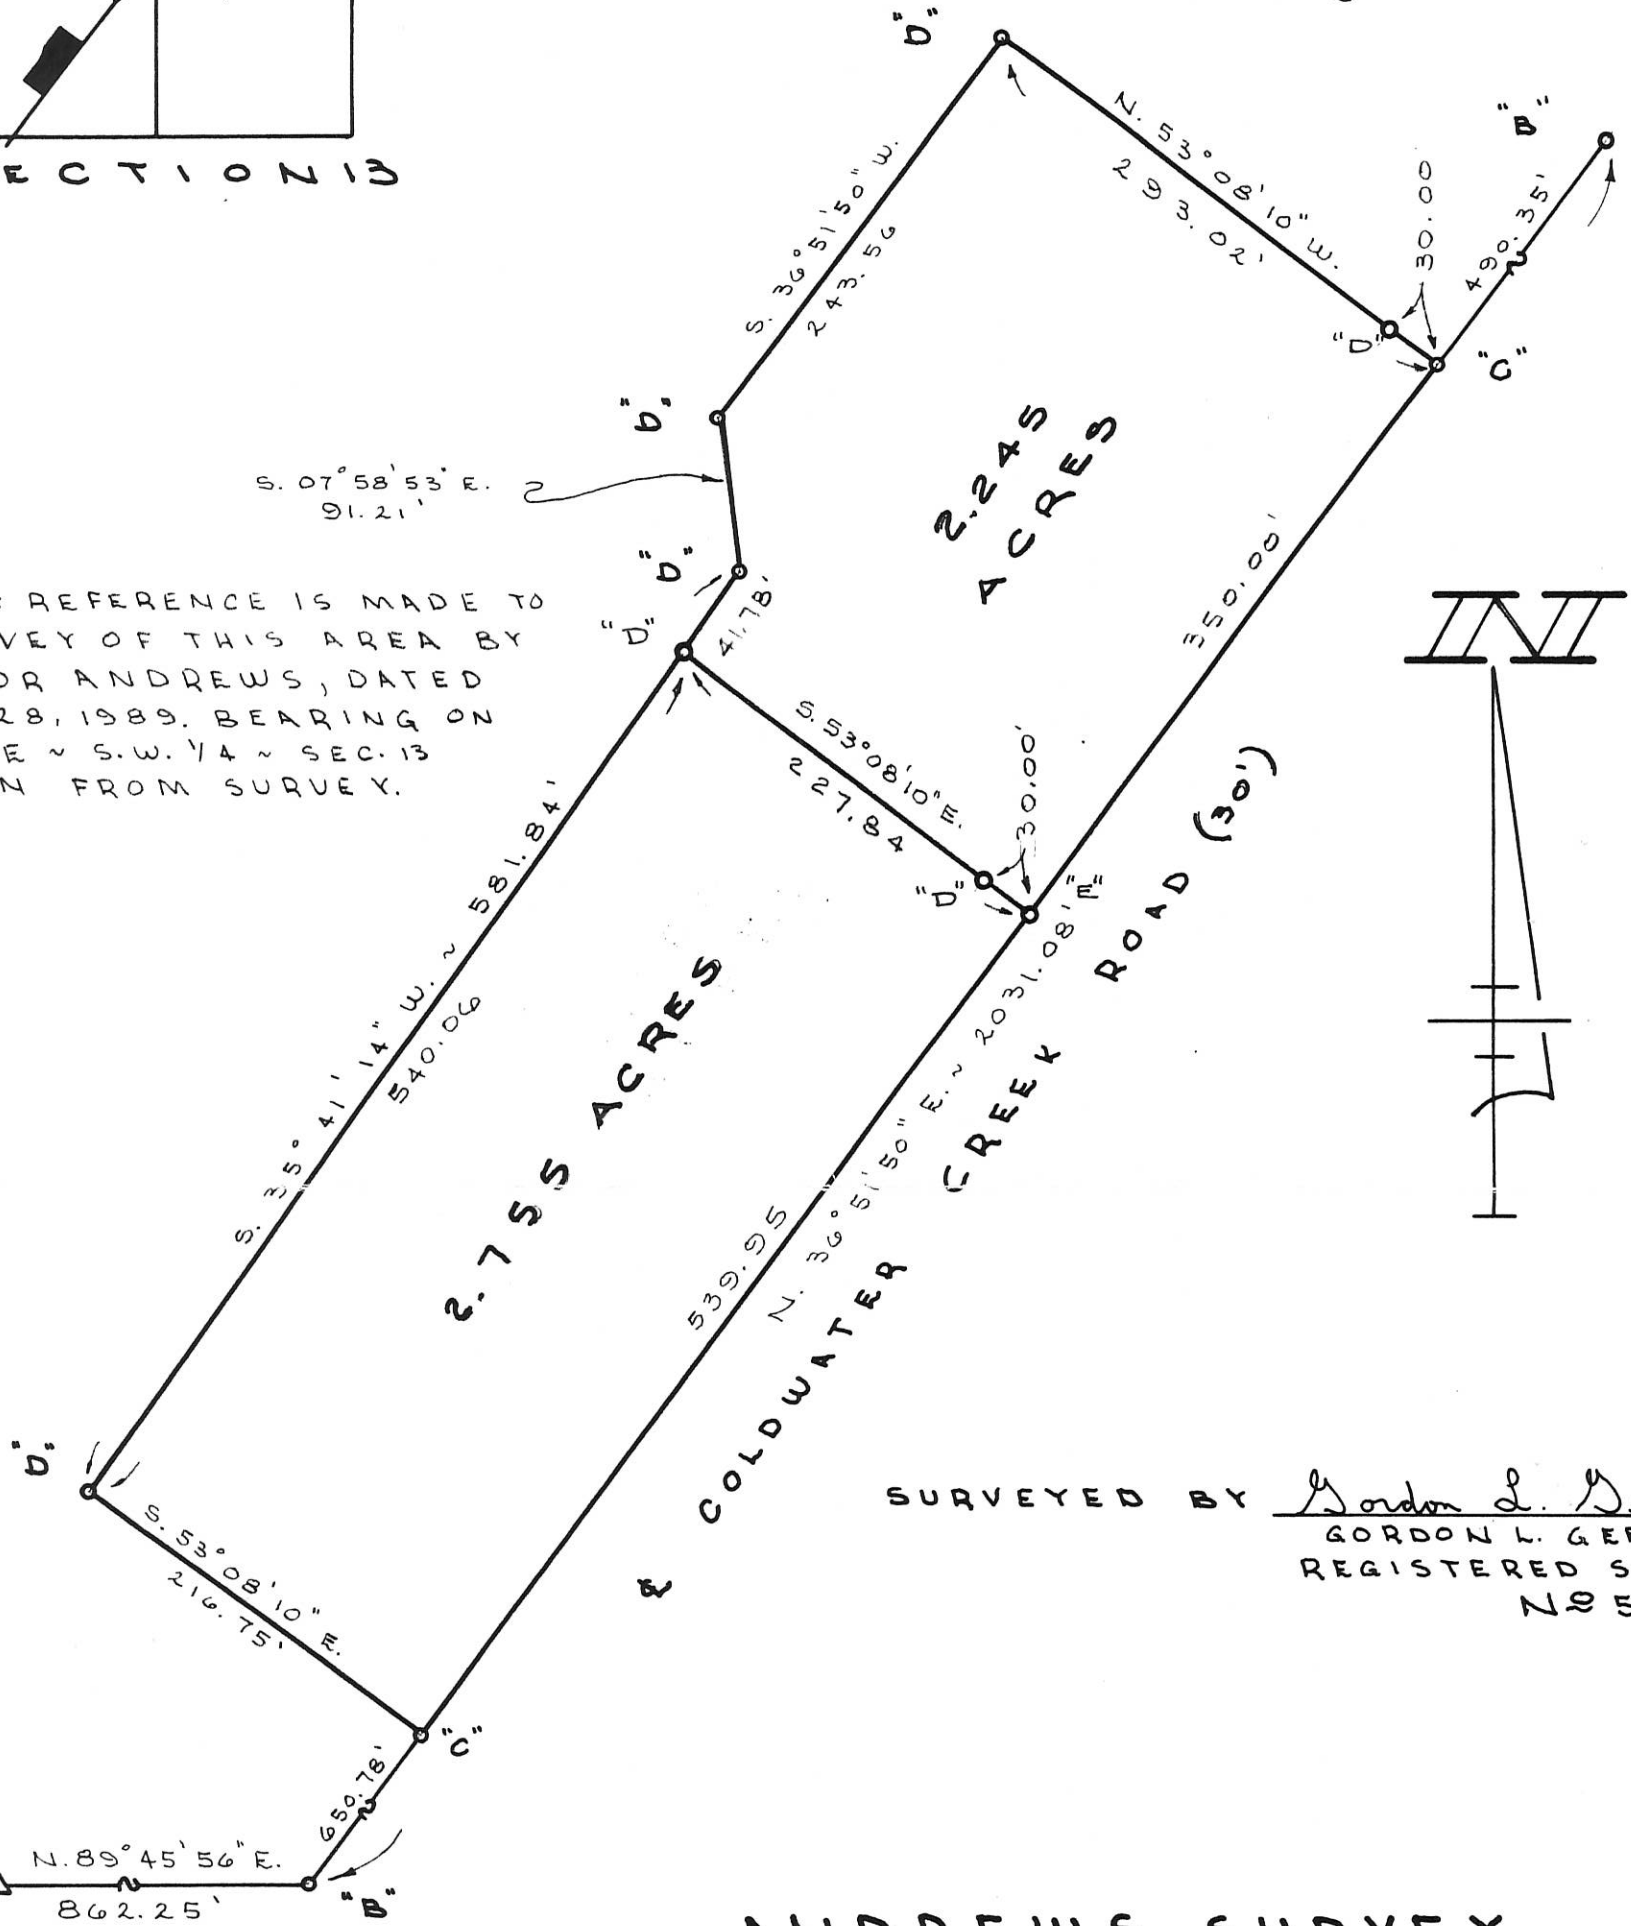 ECTION 13
"D"
N. 53° 08' 10" W.
293.02'
"B"
490.35'
30.00
"D"
"C"
S. 36° 51' 50" W.
243.56
"D"
2.245
ACRES
S. 07° 58' 53" E.
91.21'
"D"
41.78'
"D"
350.00'
REFERENCE IS MADE TO
VEY OF THIS AREA BY
OR ANDREWS, DATED
28, 1989. BEARING ON
E ~ S.W. 1/4 ~ SEC. 13
N FROM SURVEY.
N
S. 53° 08' 10" E.
227.84
30.00'
"D"
"E"
S. 35° 41' 14" W. ~ 581.84'
540.06
2.755 ACRES
539.95
N. 36° 51' 50" E. ~ 2031.08'
℄ COLDWATER CREEK ROAD (30')
"D"
S. 53° 08' 10" E.
216.75'
"C"
650.78'
N. 89° 45' 56" E.
862.25'
"B"
SURVEYED BY Gordon L. G
GORDON L. GE
REGISTERED S
No 5
ANDREWS SURVEY